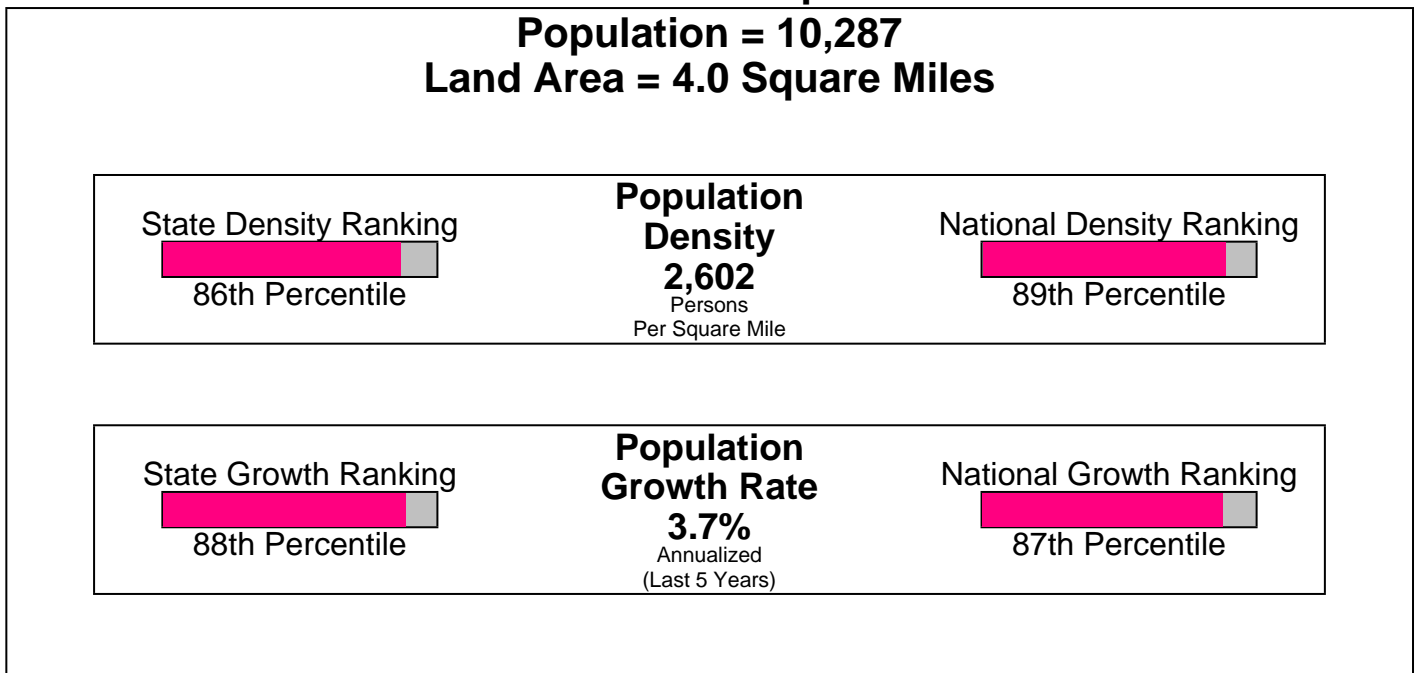 Population = 10,287
Land Area = 4.0 Square Miles
State Density Ranking
86th Percentile
Population
Density
2,602
Persons
Per Square Mile
National Density Ranking
89th Percentile
State Growth Ranking
88th Percentile
Population
Growth Rate
3.7%
Annualized
(Last 5 Years)
National Growth Ranking
87th Percentile